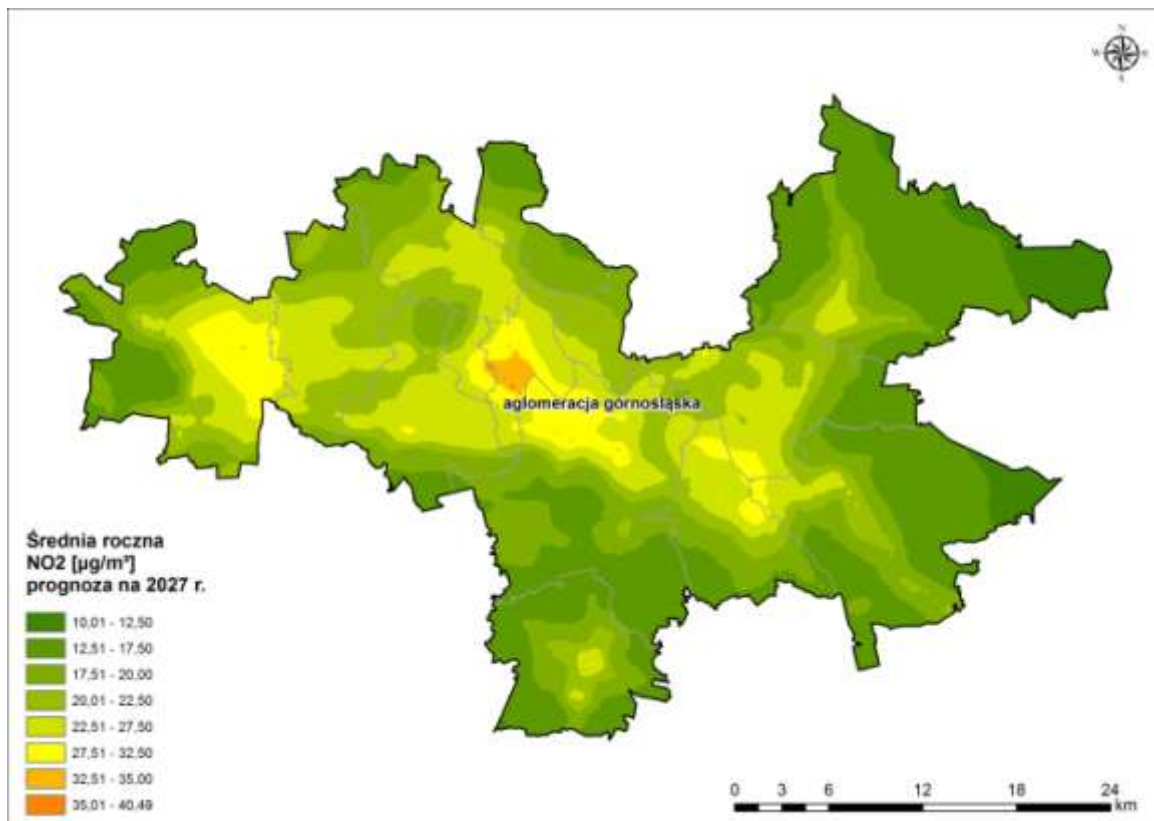 N
W
E
S
aglomeracja górnośląska
Średnia roczna
NO2 [µg/m³]
prognoza na 2027 r.
10,01 - 12,50
12,51 - 17,50
17,51 - 20,00
20,01 - 22,50
22,51 - 27,50
27,51 - 32,50
32,51 - 35,00
35,01 - 40,49
0 3 6 12 18 24
km